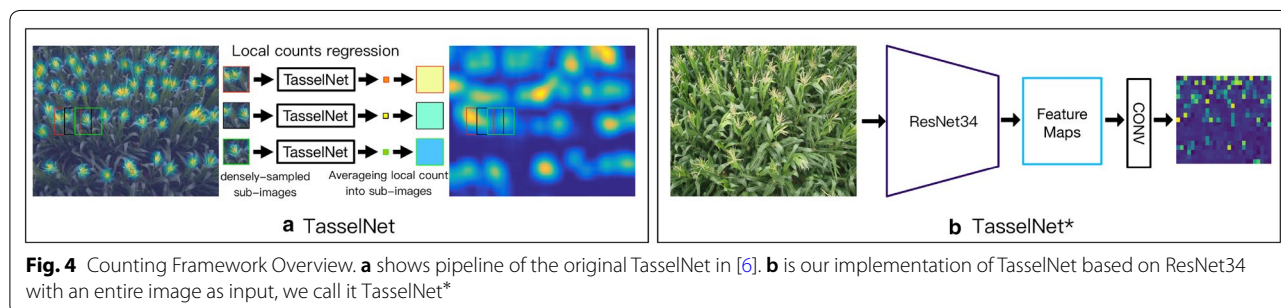 Local counts regression
TasselNet
TasselNet
TasselNet
densely-sampled
sub-images
Averageing local count
into sub-images
a TasselNet
ResNet34
Feature
Maps
CONV
b TasselNet*
Fig. 4 Counting Framework Overview. a shows pipeline of the original TasselNet in [6]. b is our implementation of TasselNet based on ResNet34
with an entire image as input, we call it TasselNet*